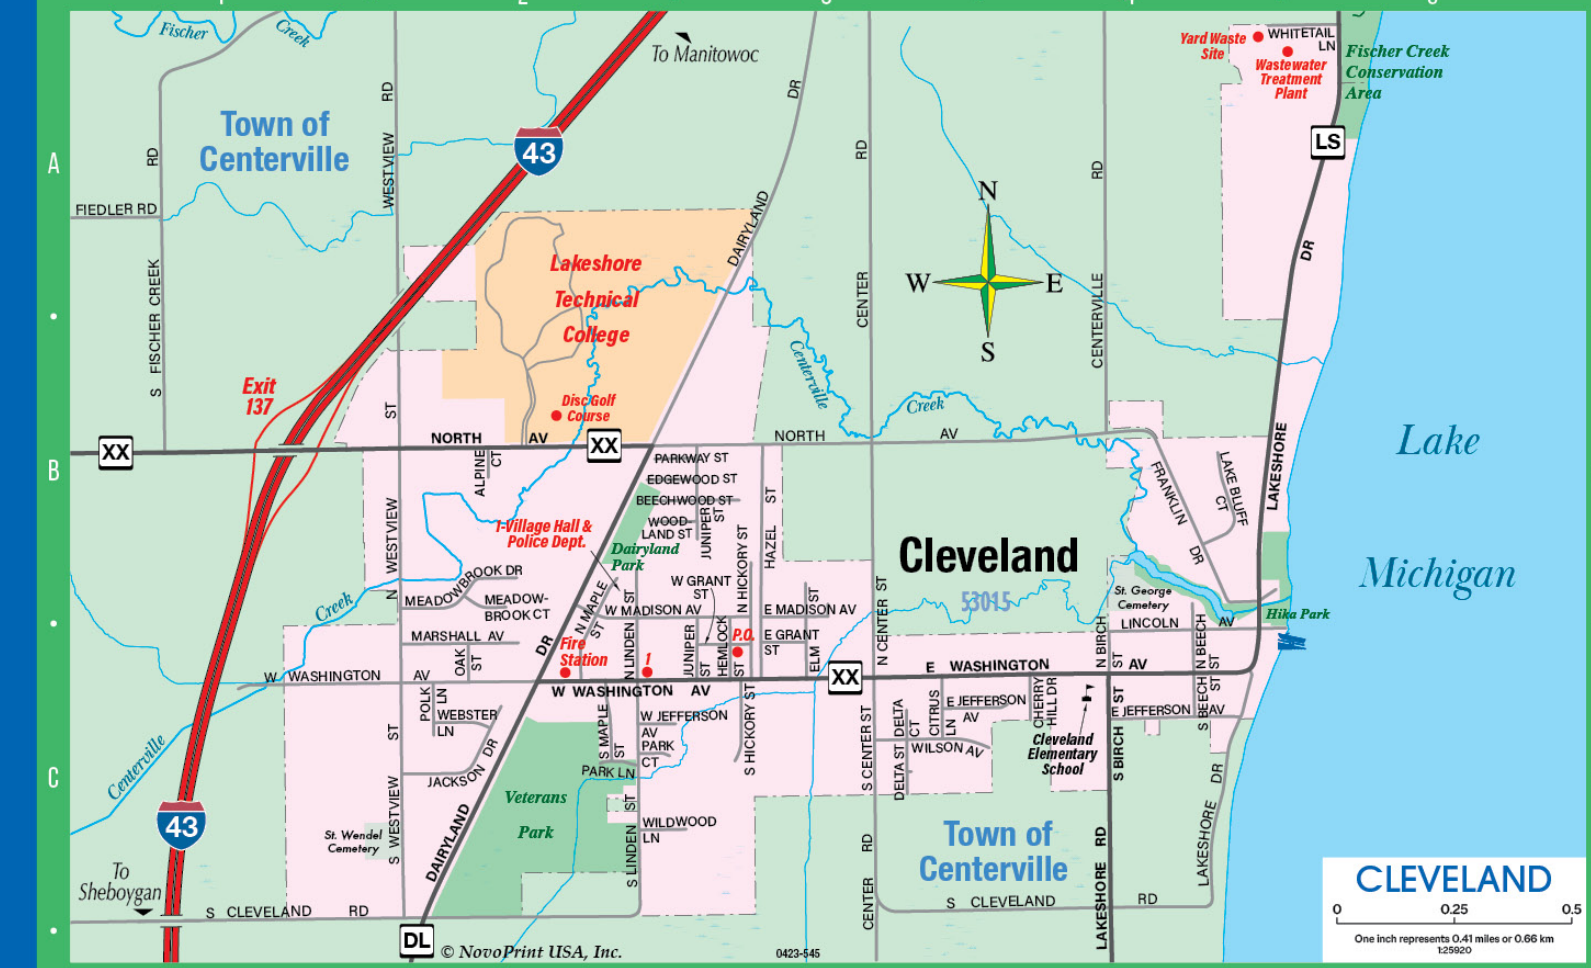 Fischer
Creek
To Manitowoc
Town of
Centerville
43
RD
WESTVIEW
RD
FIEDLER RD
S FISCHER CREEK
DAIRYLAND
DR
CENTER
RD
CENTERVILLE
RD
Yard Waste
Site
WHITETAIL
LN
Wastewater
Treatment
Plant
Fischer Creek
Conservation
Area
LS
DR
LAKESHORE
A
N
W
E
S
Lakeshore
Technical
College
Disc Golf
Course
Exit
137
Centerville
Creek
Lake
Michigan
B
XX
NORTH
AV
XX
NORTH
AV
ST
WESTVIEW
N
ALPINE
CT
PARKWAY ST
EDGEWOOD ST
BEECHWOOD ST
WOOD-
LAND ST
JUNIPER
ST
HAZEL
ST
N HICKORY ST
1-Village Hall &
Police Dept.
Dairyland
Park
FRANKLIN
DR
LAKE BLUFF
CT
Cleveland
53015
MEADOWBROOK DR
MEADOW-
BROOK CT
Creek
MARSHALL AV
OAK
ST
DR
N MAPLE
ST
W GRANT
ST
W MADISON AV
E MADISON AV
E GRANT
ST
N LINDEN
ST
JUNIPER
ST
HEMLOCK
ST
P.O.
ELM
ST
Fire
Station
1
N CENTER ST
St. George
Cemetery
Hika Park
LINCOLN
AV
N BIRCH
ST
N BEECH
ST
W WASHINGTON
AV
W WASHINGTON AV
XX
E WASHINGTON
AV
POLK
LN
WEBSTER
LN
JACKSON DR
ST
S WESTVIEW
S MAPLE
ST
W JEFFERSON
AV
PARK
CT
PARK LN
S HICKORY ST
S CENTER ST
DELTA
CT
DELTA ST
CITRUS
LN
E JEFFERSON
AV
WILSON AV
CHERRY
HILL DR
Cleveland
Elementary
School
S BIRCH ST
E JEFFERSON
AV
S BEECH
ST
C
Centerville
43
Veterans
Park
St. Wendel
Cemetery
DAIRYLAND
WILDWOOD
LN
S LINDEN
ST
Town of
Centerville
CENTER
RD
LAKESHORE
RD
LAKESHORE
DR
To
Sheboygan
S CLEVELAND
RD
S CLEVELAND
RD
DL
© NovoPrint USA, Inc.
0423-545
CLEVELAND
0
0.25
0.5
One inch represents 0.41 miles or 0.66 km
1:25920